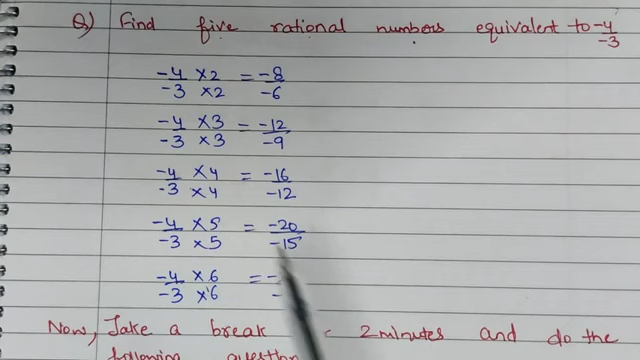 Q) Find five rational numbers equivalent to -4/-3
-4/-3 ×2/×2 = -8/-6
-4/-3 ×3/×3 = -12/-9
-4/-3 ×4/×4 = -16/-12
-4/-3 ×5/×5 = -20/-15
-4/-3 ×6/×6 = -/-
Now, Take a break 2 minutes and do the
following question